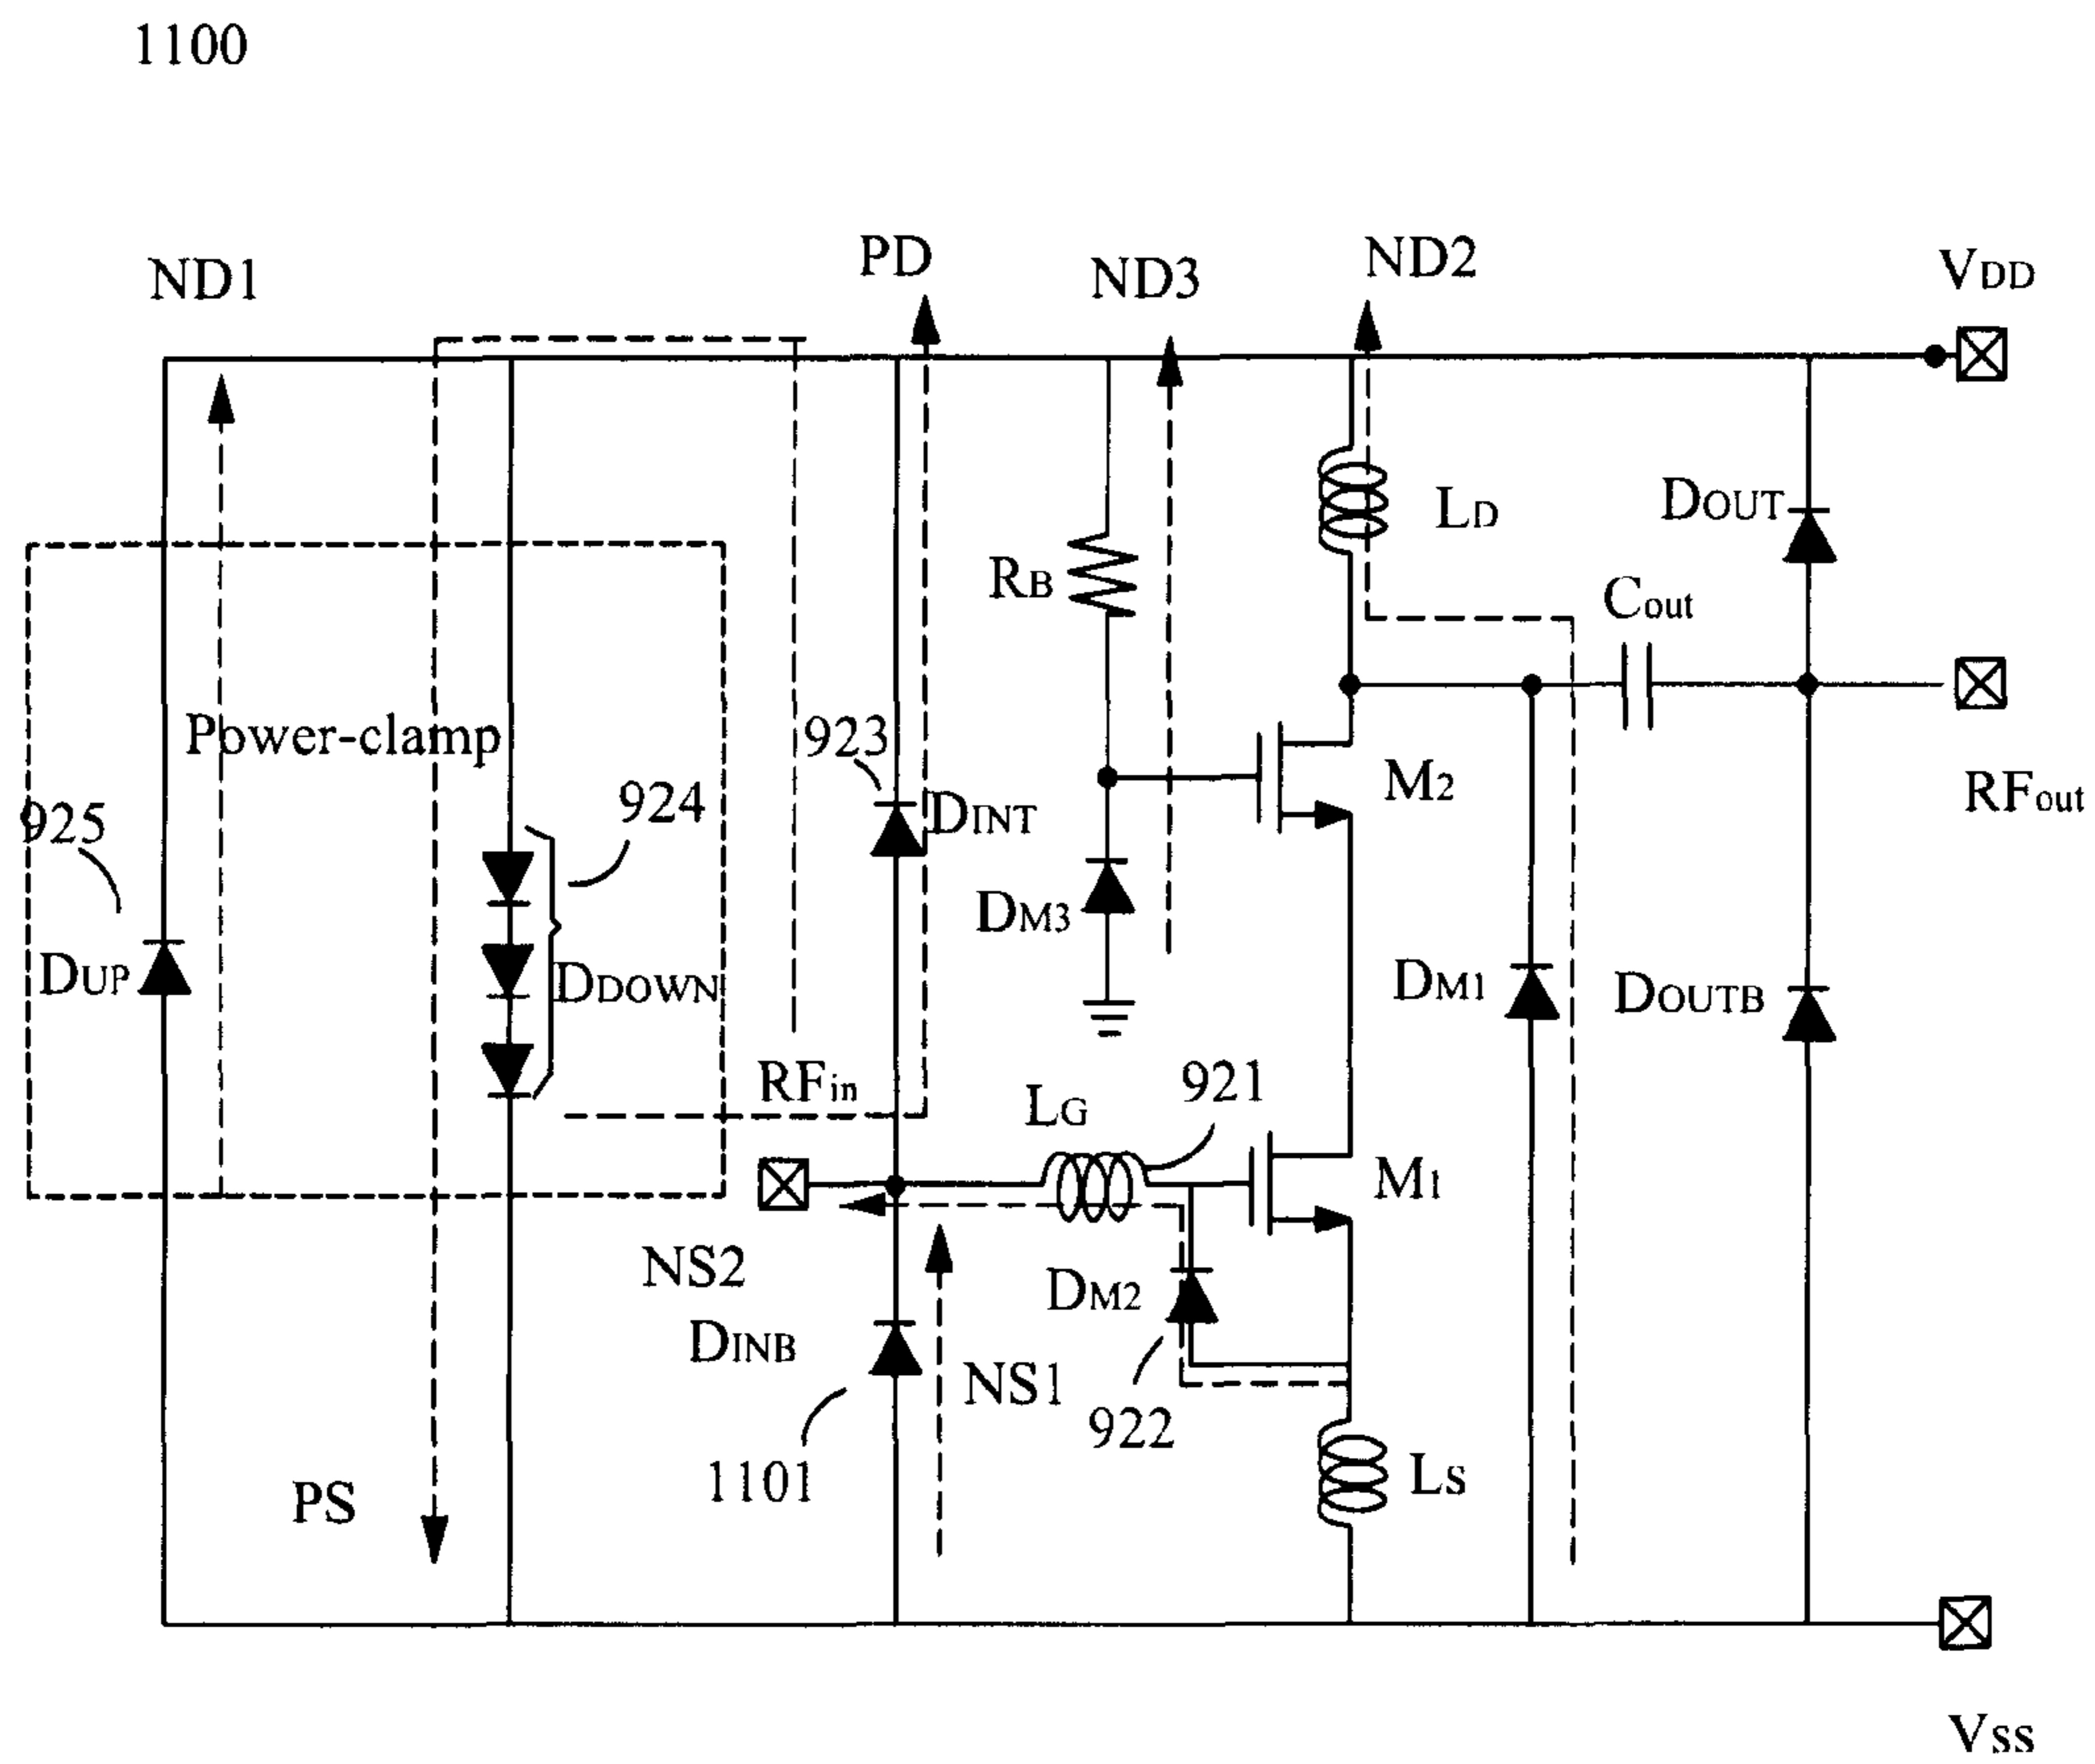 1100
ND1
PD
ND3
ND2
VDD
LD
DOUT
RB
Cout
Power-clamp
923
M2
RFout
925
924
DINT
DM3
DUP
DDOWN
DM1
DOUTB
RFin
LG
921
M1
NS2
DM2
DINB
NS1
922
1101
LS
PS
VSS